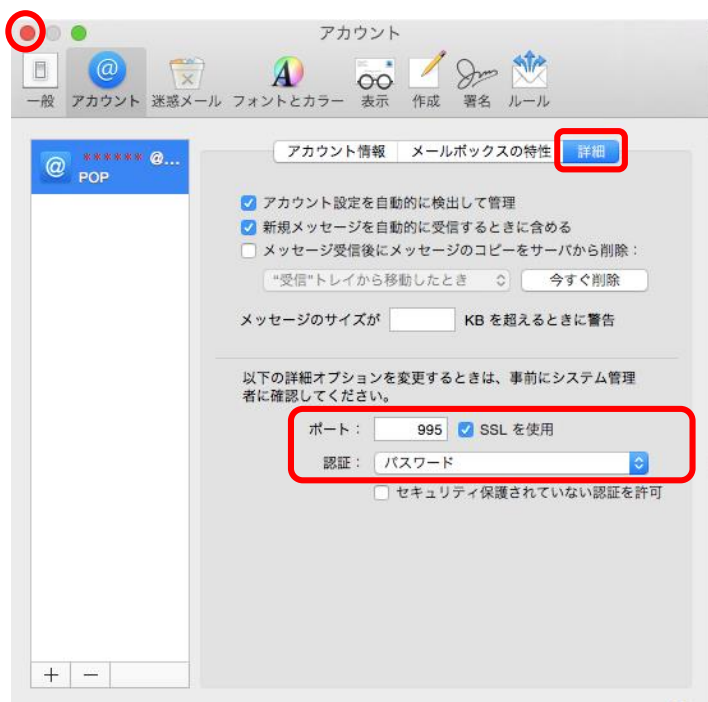 アカウント
一般 アカウント 迷惑メール フォントとカラー 表示 作成 署名 ルール
****** @...
POP
アカウント情報 メールボックスの特性 詳細
アカウント設定を自動的に検出して管理
新規メッセージを自動的に受信するときに含める
メッセージ受信後にメッセージのコピーをサーバから削除：
“受信”トレイから移動したとき 今すぐ削除
メッセージのサイズが KB を超えるときに警告
以下の詳細オプションを変更するときは、事前にシステム管理
者に確認してください。
ポート： 995 SSL を使用
認証： パスワード
セキュリティ保護されていない認証を許可